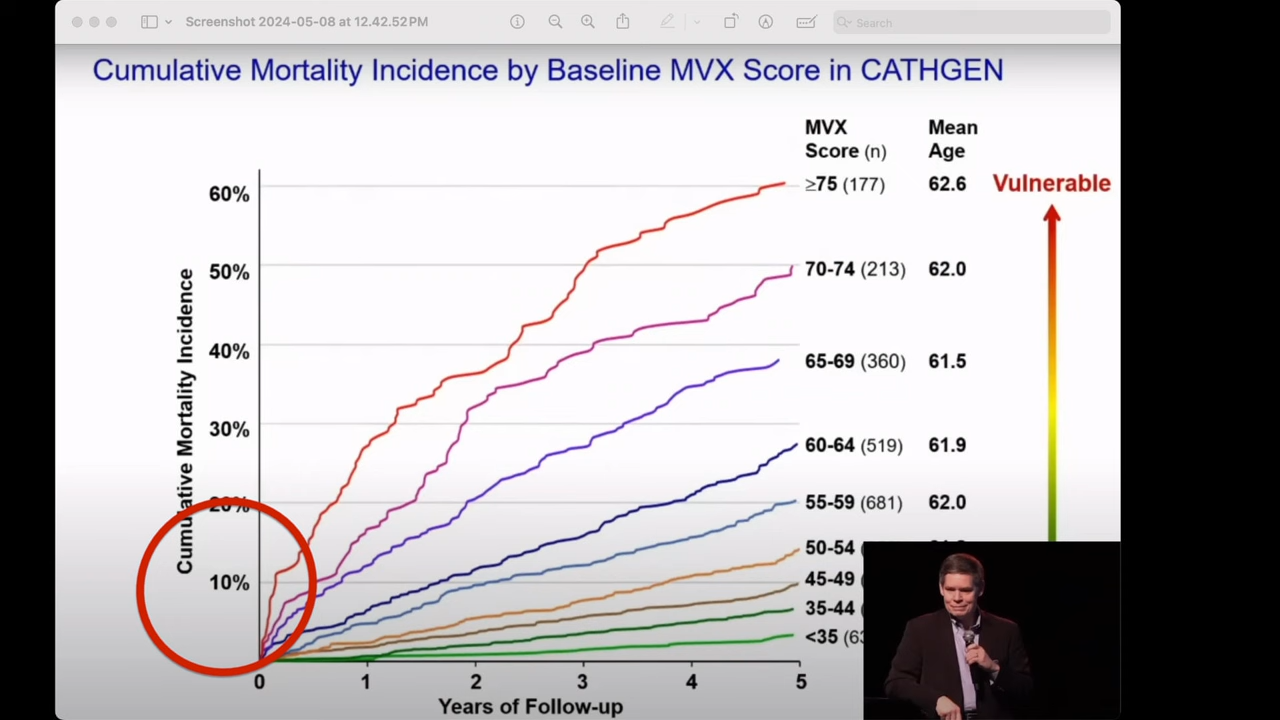 Screenshot 2024-05-08 at 12.42.52 PM
Search
Cumulative Mortality Incidence by Baseline MVX Score in CATHGEN
MVX
Score (n)
Mean
Age
≥75 (177) 62.6
Vulnerable
70-74 (213) 62.0
65-69 (360) 61.5
60-64 (519) 61.9
55-59 (681) 62.0
50-54
45-49
35-44
<35
60%
50%
40%
30%
20%
10%
Cumulative Mortality Incidence
0 1 2 3 4 5
Years of Follow-up